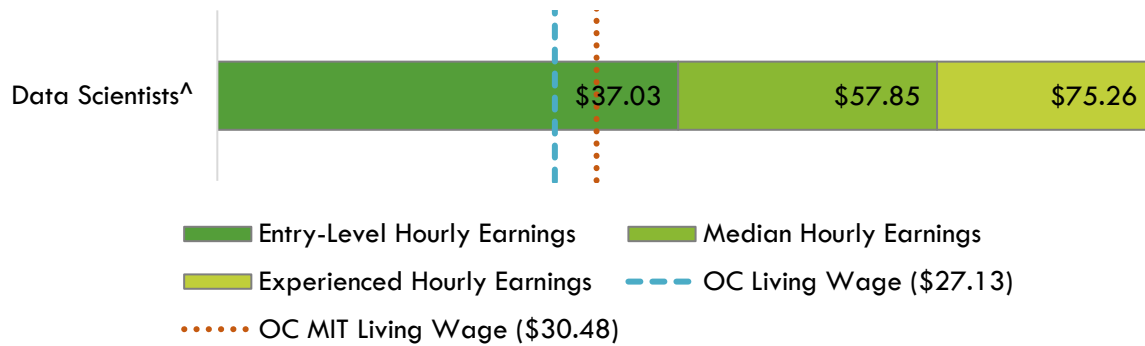 Data Scientists^ $37.03 $57.85 $75.26
Entry-Level Hourly Earnings Median Hourly Earnings
Experienced Hourly Earnings OC Living Wage ($27.13)
OC MIT Living Wage ($30.48)